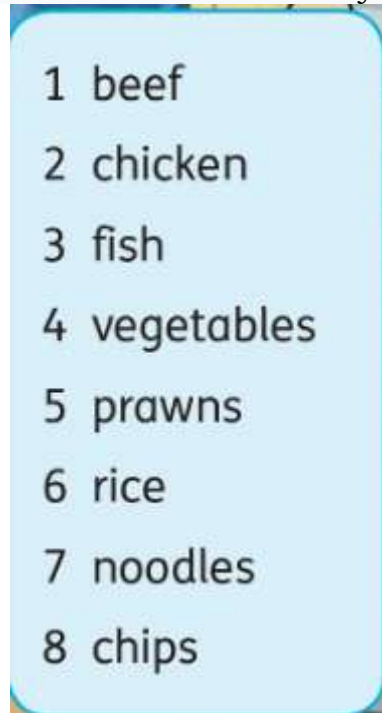 1 beef
2 chicken
3 fish
4 vegetables
5 prawns
6 rice
7 noodles
8 chips